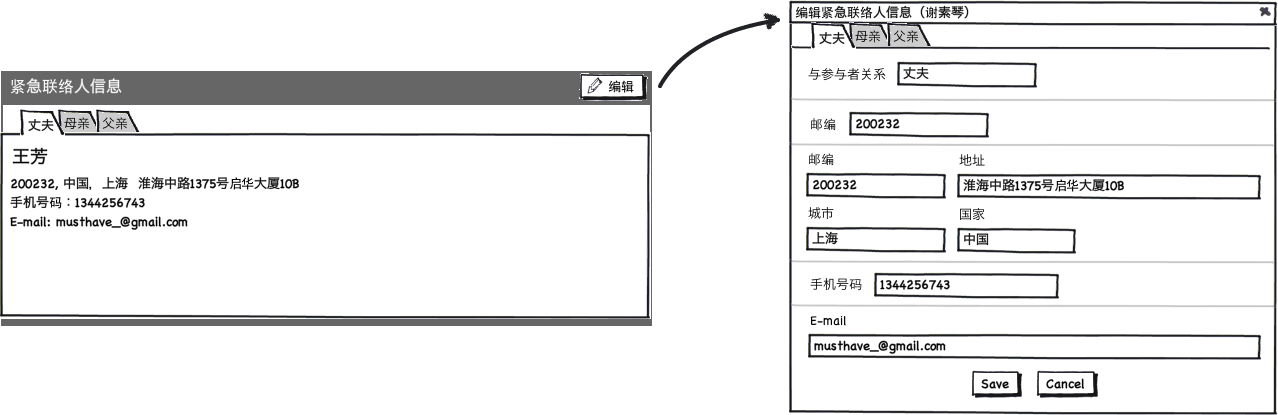 紧急联络人信息
编辑
丈夫 母亲 父亲
王芳
200232, 中国, 上海 淮海中路1375号启华大厦10B
手机号码：1344256743
E-mail: musthave_@gmail.com
编辑紧急联络人信息（谢素琴）
丈夫 母亲 父亲
与参与者关系 丈夫
邮编 200232
邮编 地址
200232 淮海中路1375号启华大厦10B
城市 国家
上海 中国
手机号码 1344256743
E-mail
musthave_@gmail.com
Save Cancel